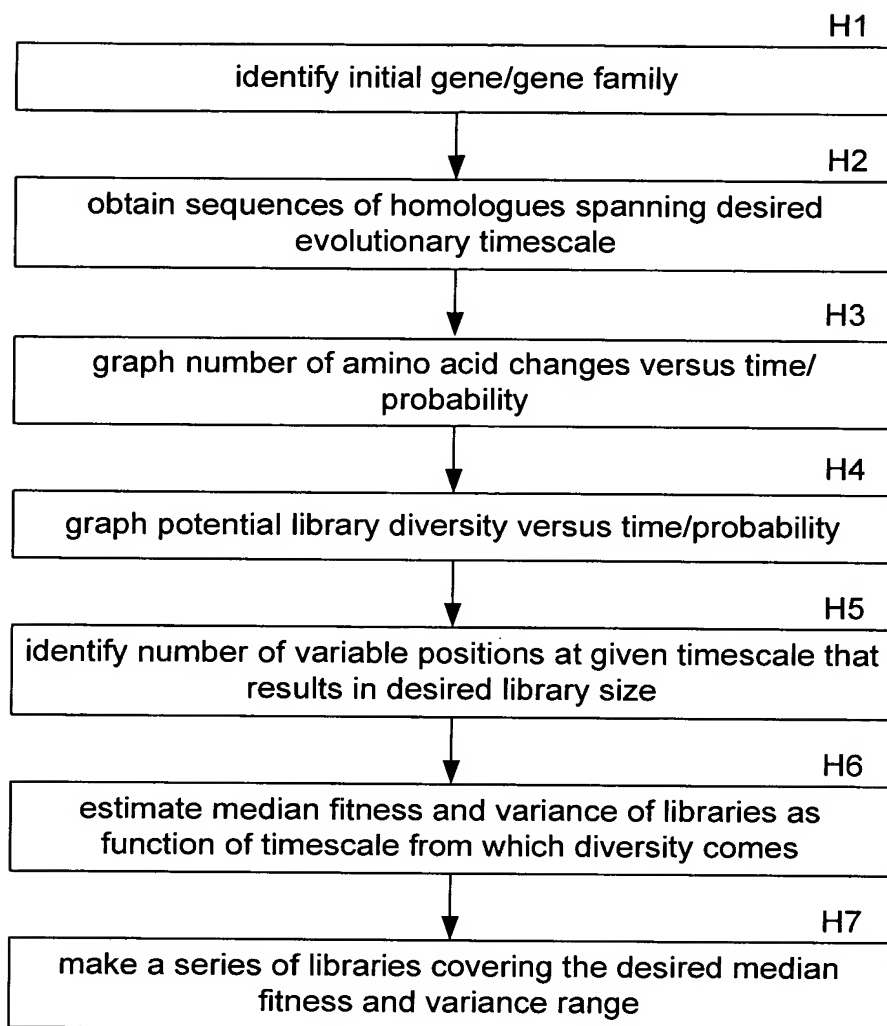 H1
identify initial gene/gene family
H2
obtain sequences of homologues spanning desired
evolutionary timescale
H3
graph number of amino acid changes versus time/
probability
H4
graph potential library diversity versus time/probability
H5
identify number of variable positions at given timescale that
results in desired library size
H6
estimate median fitness and variance of libraries as
function of timescale from which diversity comes
H7
make a series of libraries covering the desired median
fitness and variance range